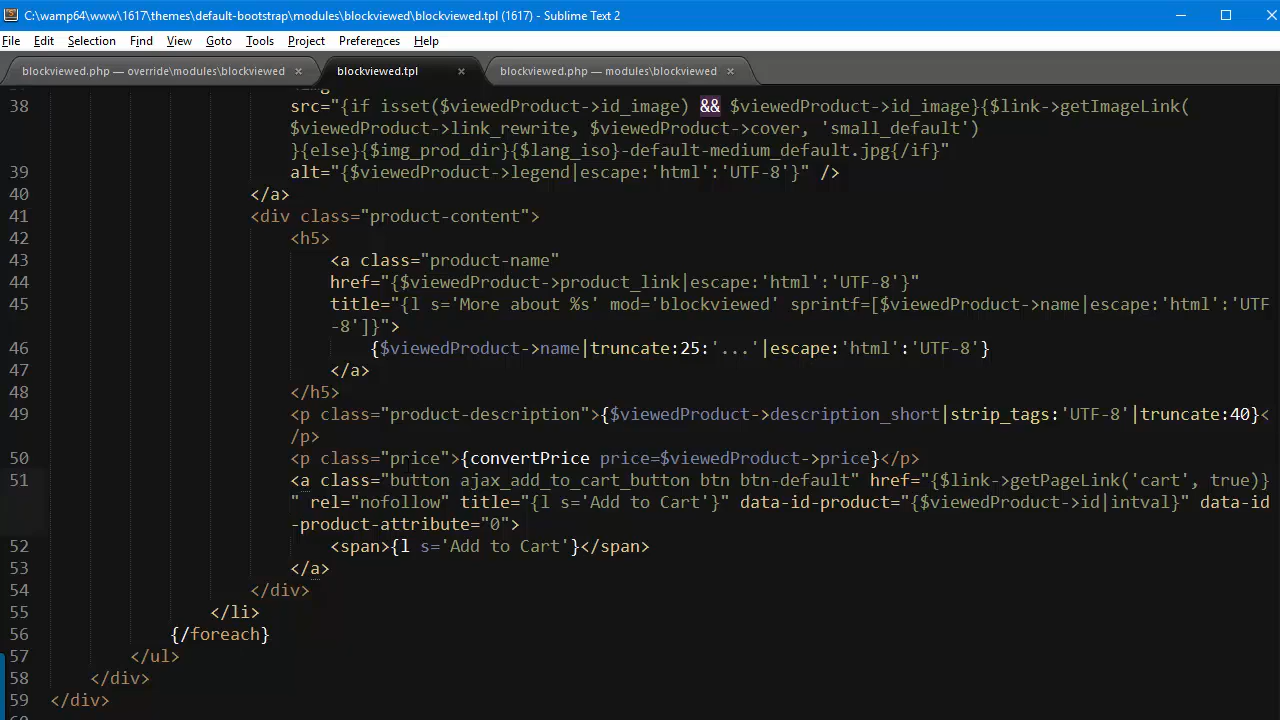 C:\wamp64\www\1617\themes\default-bootstrap\modules\blockviewed\blockviewed.tpl (1617) - Sublime Text 2
File Edit Selection Find View Goto Tools Project Preferences Help
blockviewed.php — override\modules\blockviewed × blockviewed.tpl × blockviewed.php — modules\blockviewed ×
38 src="{if isset($viewedProduct->id_image) && $viewedProduct->id_image}{$link->getImageLink(
$viewedProduct->link_rewrite, $viewedProduct->cover, 'small_default')
}{else}{$img_prod_dir}{$lang_iso}-default-medium_default.jpg{/if}"
39 alt="{$viewedProduct->legend|escape:'html':'UTF-8'}" />
40 </a>
41 <div class="product-content">
42 <h5>
43 <a class="product-name"
44 href="{$viewedProduct->product_link|escape:'html':'UTF-8'}"
45 title="{l s='More about %s' mod='blockviewed' sprintf=[$viewedProduct->name|escape:'html':'UTF
-8']}">
46 {$viewedProduct->name|truncate:25:'...'|escape:'html':'UTF-8'}
47 </a>
48 </h5>
49 <p class="product-description">{$viewedProduct->description_short|strip_tags:'UTF-8'|truncate:40}<
/p>
50 <p class="price">{convertPrice price=$viewedProduct->price}</p>
51 <a class="button ajax_add_to_cart_button btn btn-default" href="{$link->getPageLink('cart', true)}
" rel="nofollow" title="{l s='Add to Cart'}" data-id-product="{$viewedProduct->id|intval}" data-id
-product-attribute="0">
52 <span>{l s='Add to Cart'}</span>
53 </a>
54 </div>
55 </li>
56 {/foreach}
57 </ul>
58 </div>
59 </div>